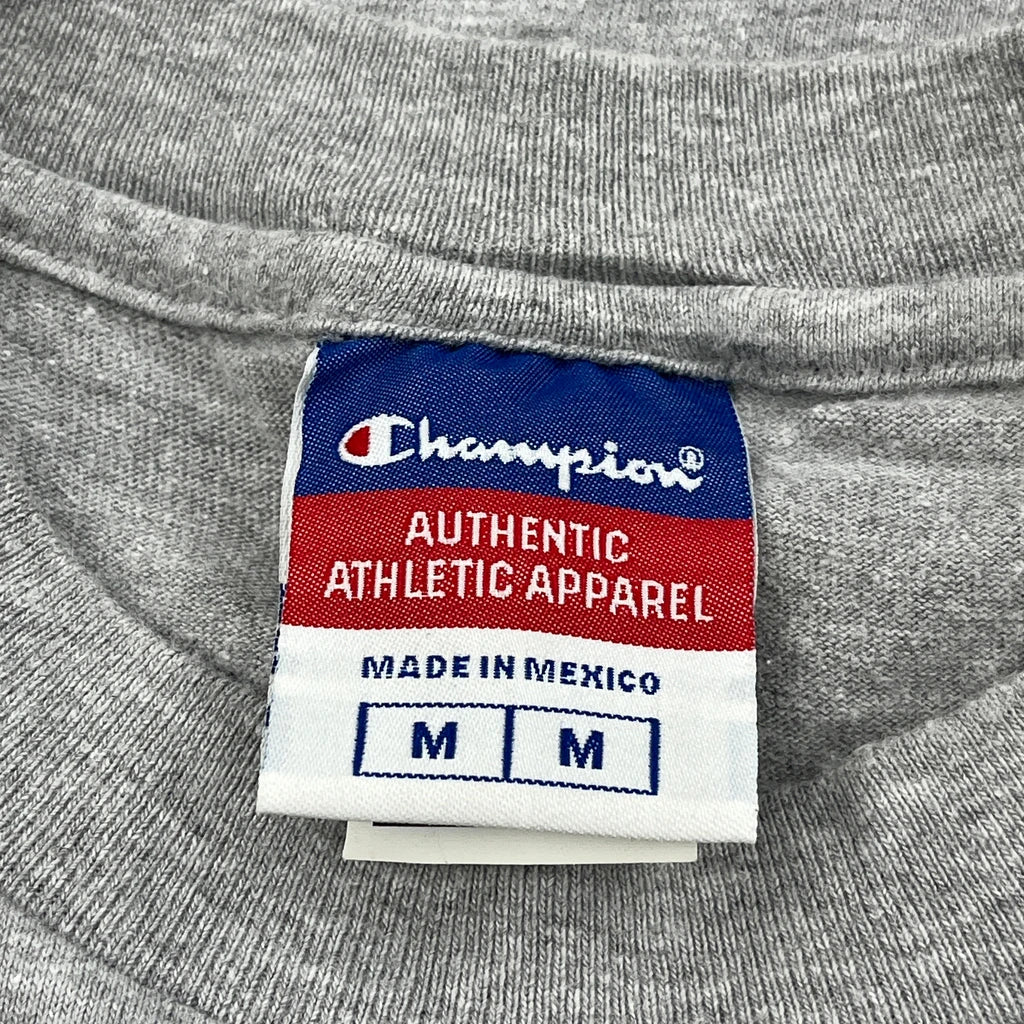 Champion®
AUTHENTIC
ATHLETIC APPAREL
MADE IN MEXICO
M M